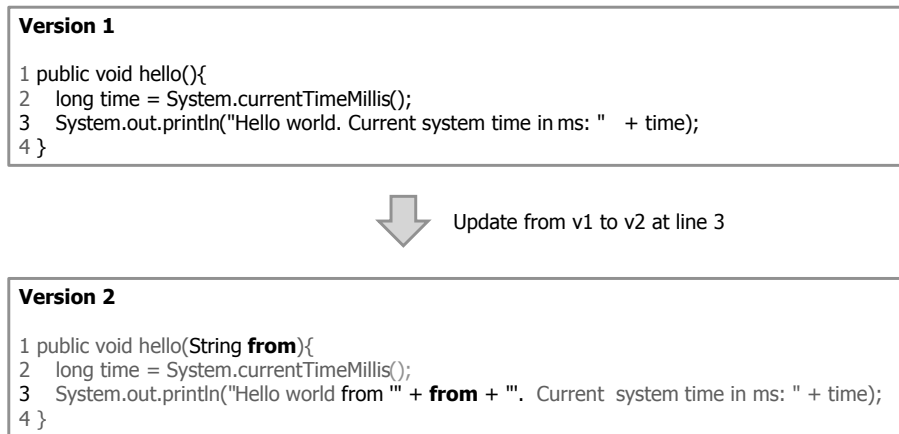 Version 1
1 public void hello(){
2 long time = System.currentTimeMillis();
3 System.out.println("Hello world. Current system time in ms: " + time);
4 }
Update from v1 to v2 at line 3
Version 2
1 public void hello(String from){
2 long time = System.currentTimeMillis();
3 System.out.println("Hello world from '" + from + "'. Current system time in ms: " + time);
4 }